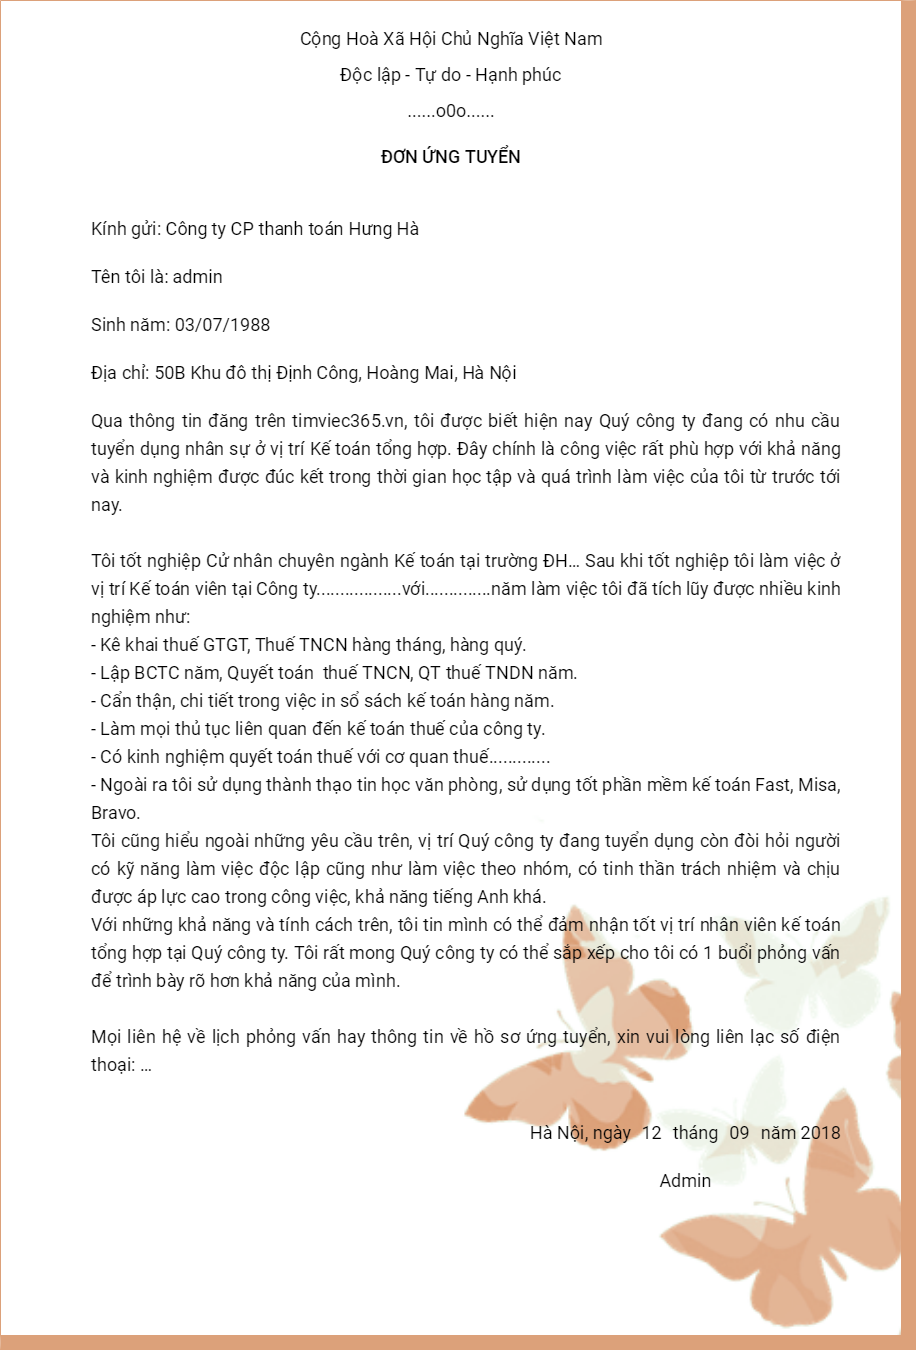 Cộng Hoà Xã Hội Chủ Nghĩa Việt Nam
Độc lập - Tự do - Hạnh phúc
......o0o......
ĐƠN ỨNG TUYỂN
Kính gửi: Công ty CP thanh toán Hưng Hà
Tên tôi là: admin
Sinh năm: 03/07/1988
Địa chỉ: 50B Khu đô thị Định Công, Hoàng Mai, Hà Nội
Qua thông tin đăng trên timviec365.vn, tôi được biết hiện nay Quý công ty đang có nhu cầu
tuyển dụng nhân sự ở vị trí Kế toán tổng hợp. Đây chính là công việc rất phù hợp với khả năng
và kinh nghiệm được đúc kết trong thời gian học tập và quá trình làm việc của tôi từ trước tới
nay.
Tôi tốt nghiệp Cử nhân chuyên ngành Kế toán tại trường ĐH... Sau khi tốt nghiệp tôi làm việc ở
vị trí Kế toán viên tại Công ty..................với..............năm làm việc tôi đã tích lũy được nhiều kinh
nghiệm như:
- Kê khai thuế GTGT, Thuế TNCN hàng tháng, hàng quý.
- Lập BCTC năm, Quyết toán  thuế TNCN, QT thuế TNDN năm.
- Cẩn thận, chi tiết trong việc in sổ sách kế toán hàng năm.
- Làm mọi thủ tục liên quan đến kế toán thuế của công ty.
- Có kinh nghiệm quyết toán thuế với cơ quan thuế.............
- Ngoài ra tôi sử dụng thành thạo tin học văn phòng, sử dụng tốt phần mềm kế toán Fast, Misa,
Bravo.
Tôi cũng hiểu ngoài những yêu cầu trên, vị trí Quý công ty đang tuyển dụng còn đòi hỏi người
có kỹ năng làm việc độc lập cũng như làm việc theo nhóm, có tinh thần trách nhiệm và chịu
được áp lực cao trong công việc, khả năng tiếng Anh khá.
Với những khả năng và tính cách trên, tôi tin mình có thể đảm nhận tốt vị trí nhân viên kế toán
tổng hợp tại Quý công ty. Tôi rất mong Quý công ty có thể sắp xếp cho tôi có 1 buổi phỏng vấn
để trình bày rõ hơn khả năng của mình.
Mọi liên hệ về lịch phỏng vấn hay thông tin về hồ sơ ứng tuyển, xin vui lòng liên lạc số điện
thoại: ...
Hà Nội, ngày 12 tháng 09 năm 2018
Admin